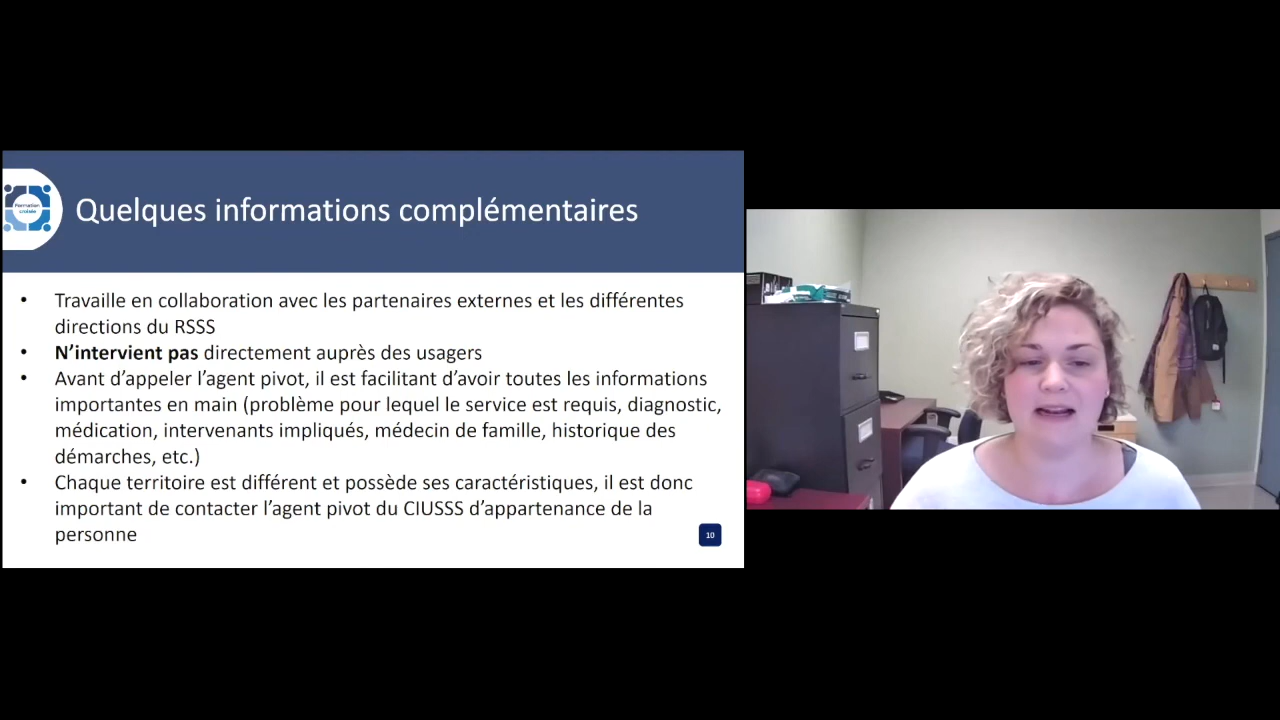 Formation
croisée
Quelques informations complémentaires
• Travaille en collaboration avec les partenaires externes et les différentes
directions du RSSS
• N’intervient pas directement auprès des usagers
• Avant d’appeler l’agent pivot, il est facilitant d’avoir toutes les informations
importantes en main (problème pour lequel le service est requis, diagnostic,
médication, intervenants impliqués, médecin de famille, historique des
démarches, etc.)
• Chaque territoire est différent et possède ses caractéristiques, il est donc
important de contacter l’agent pivot du CIUSSS d’appartenance de la
personne
10